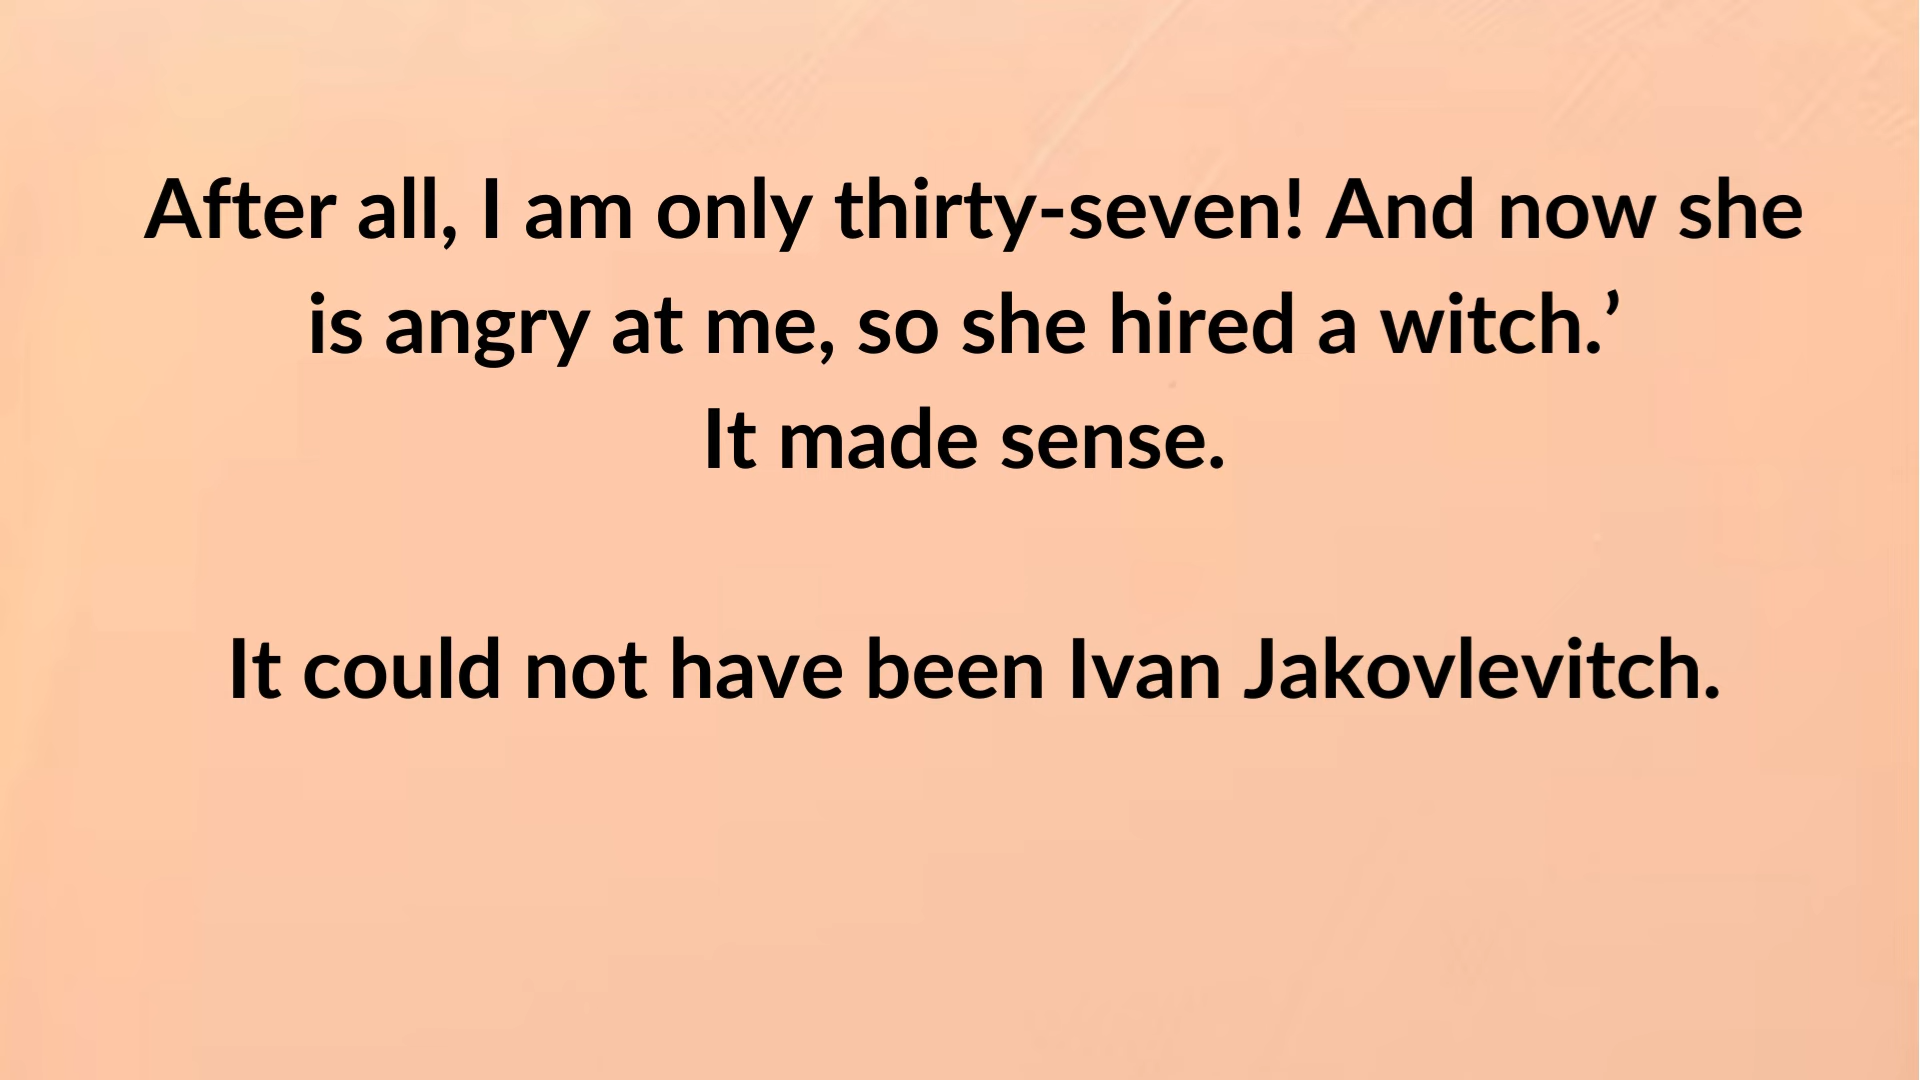 After all, I am only thirty-seven! And now she
is angry at me, so she hired a witch.’
It made sense.
It could not have been Ivan Jakovlevitch.